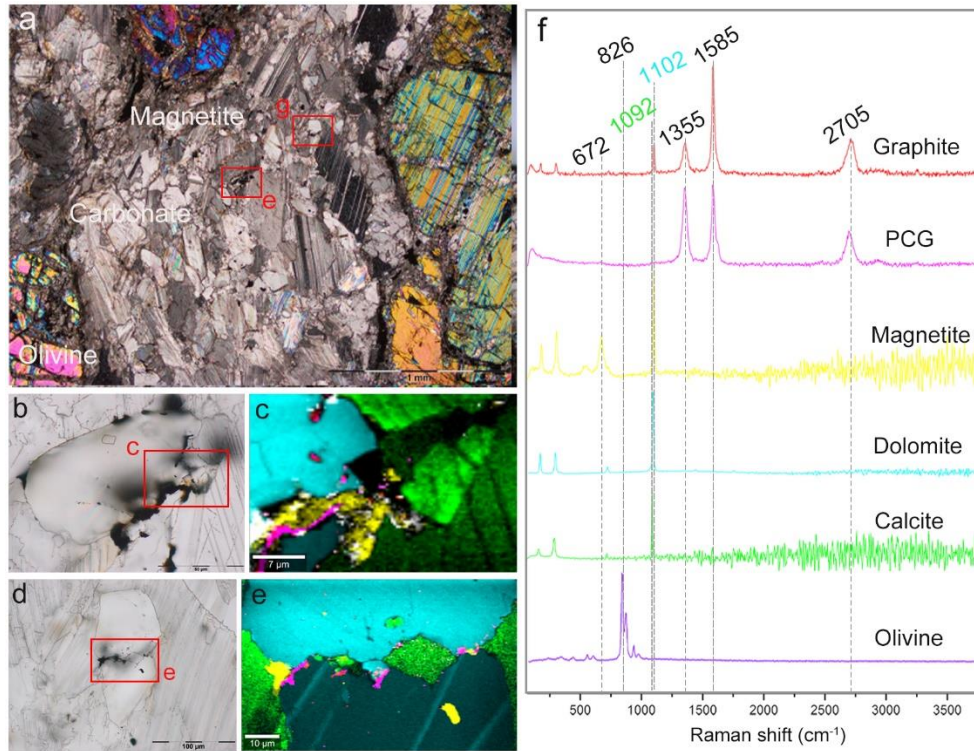 a
Magnetite
g
e
Carbonate
Olivine
1 mm
b
c
c
7 µm
d
e
100 µm
e
10 µm
f
826
1092
1102
1585
672
1355
2705
Graphite
PCG
Magnetite
Dolomite
Calcite
Olivine
500 1000 1500 2000 2500 3000 3500
Raman shift (cm⁻¹)